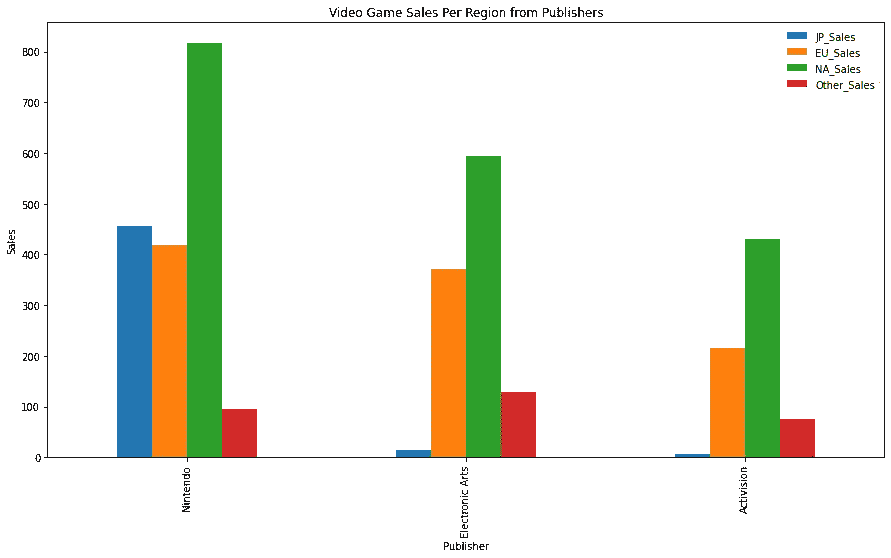 Video Game Sales Per Region from Publishers
JP_Sales
EU_Sales
NA_Sales
Other_Sales
800
700
600
500
400
300
200
100
0
Sales
Nintendo
Electronic Arts
Activision
Publisher